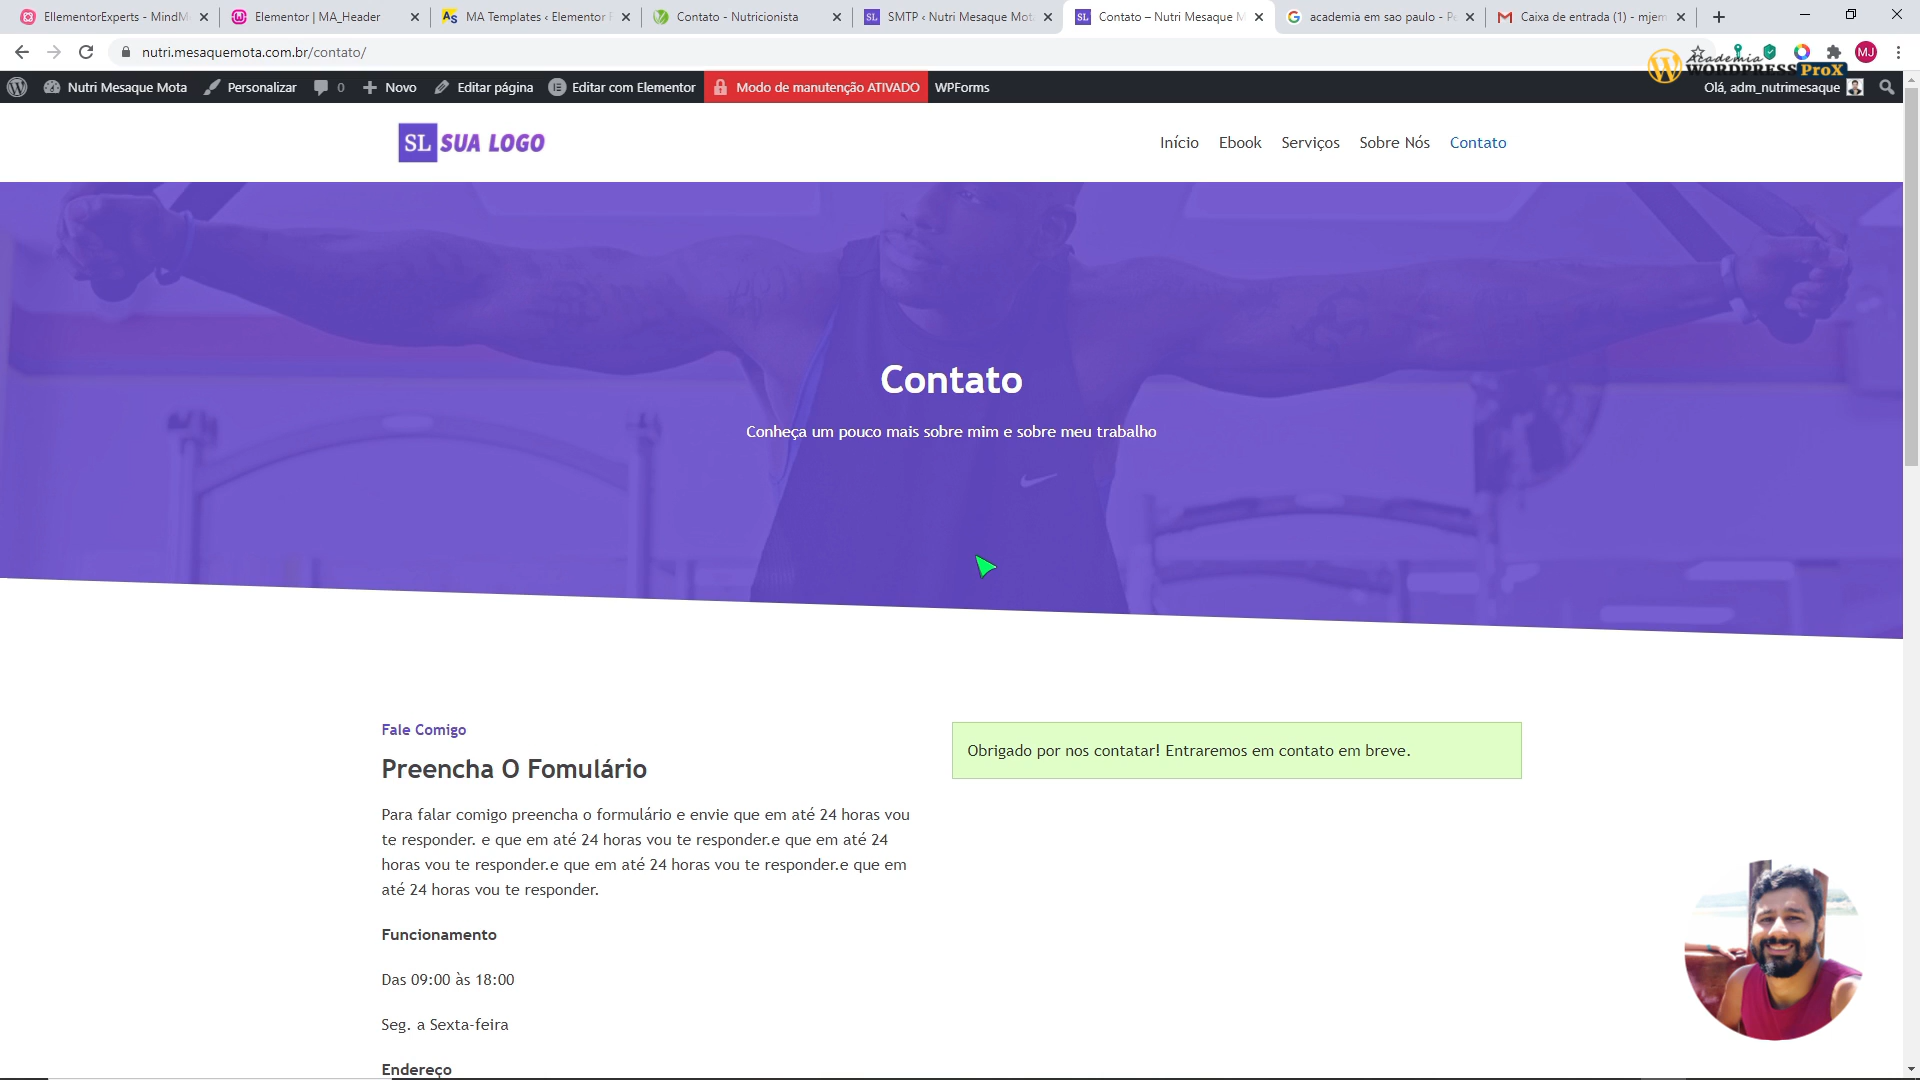 EllementorExperts - MindM
Elementor | MA_Header
MA Templates ‹ Elementor
Contato - Nutricionista
SMTP ‹ Nutri Mesaque Mot
Contato – Nutri Mesaque M
academia em sao paulo - P
Caixa de entrada (1) - mjem
nutri.mesaquemota.com.br/contato/
MJ
Academia
WORDPRESS ProX
Nutri Mesaque Mota
Personalizar
0
Novo
Editar página
Editar com Elementor
Modo de manutenção ATIVADO
WPForms
Olá, adm_nutrimesaque
SL SUA LOGO
Início
Ebook
Serviços
Sobre Nós
Contato
Contato
Conheça um pouco mais sobre mim e sobre meu trabalho
Fale Comigo
Preencha O Fomulário
Para falar comigo preencha o formulário e envie que em até 24 horas vou
te responder. e que em até 24 horas vou te responder.e que em até 24
horas vou te responder.e que em até 24 horas vou te responder.e que em
até 24 horas vou te responder.
Funcionamento
Das 09:00 às 18:00
Seg. a Sexta-feira
Endereço
Obrigado por nos contatar! Entraremos em contato em breve.